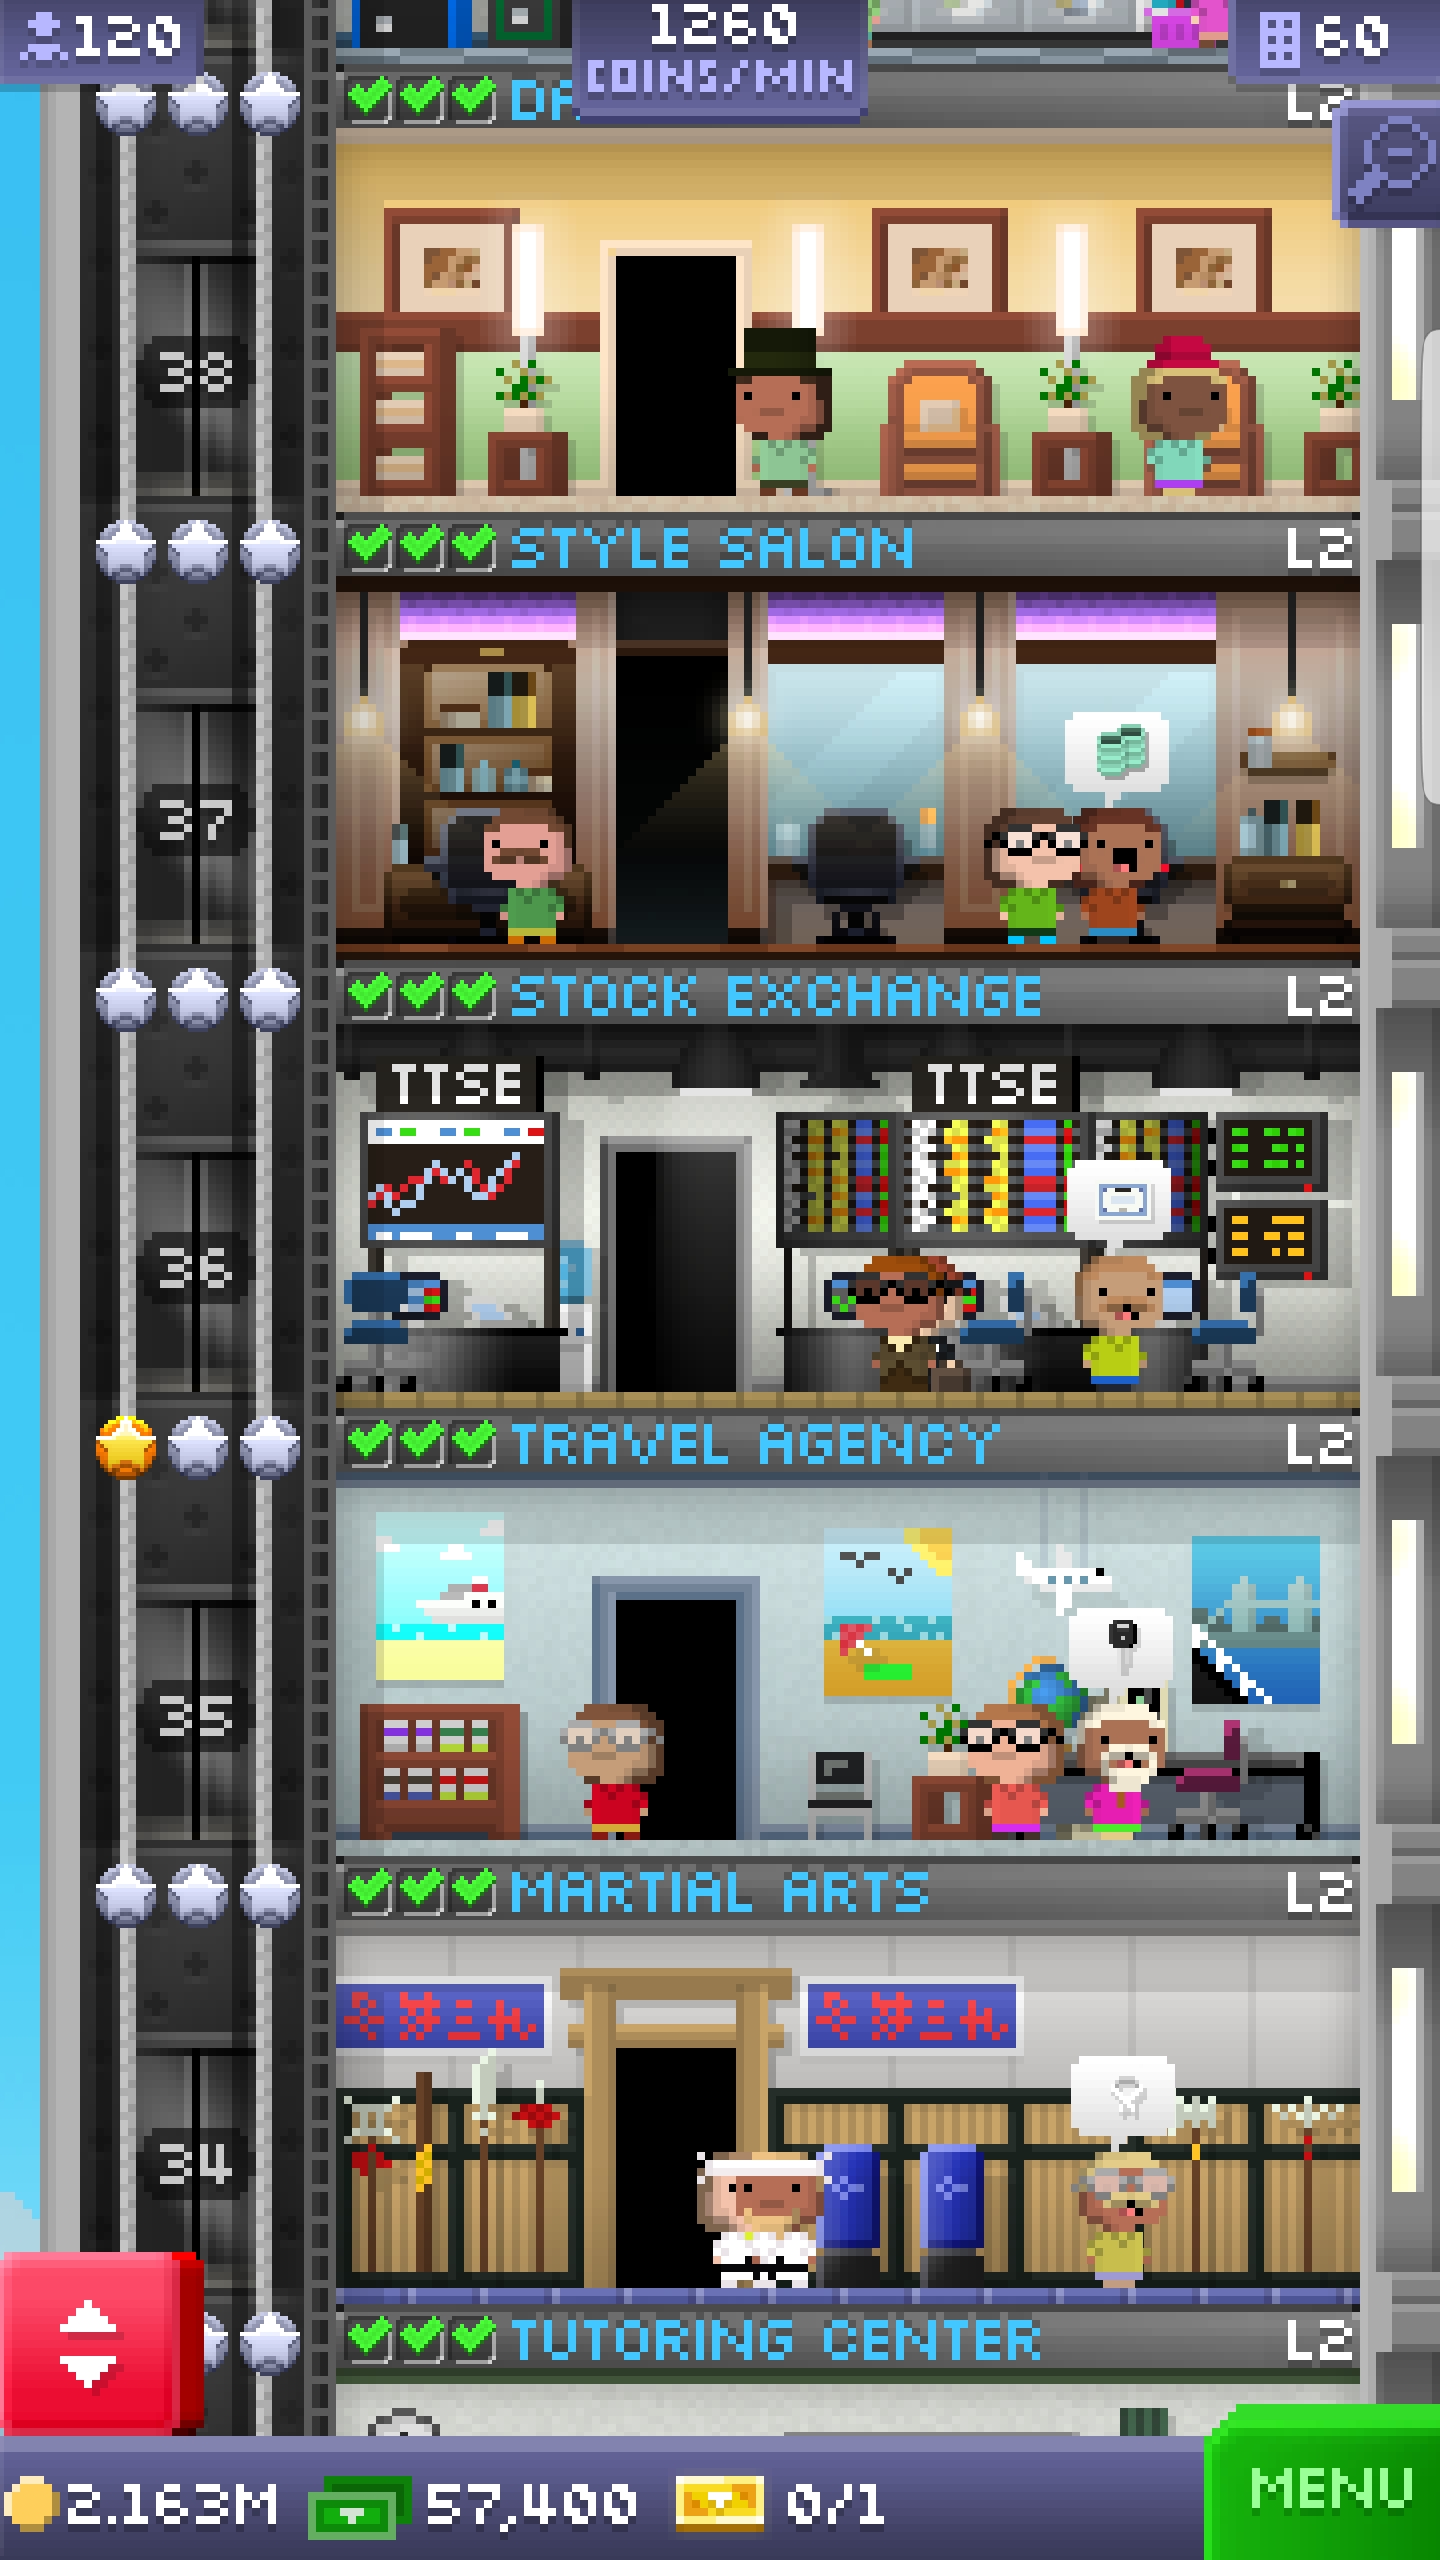 120
1260
COINS/MIN
60
L2
38
STYLE SALON L2
37
STOCK EXCHANGE L2
TTSE TTSE
36
TRAVEL AGENCY L2
35
MARTIAL ARTS L2
34
TUTORING CENTER L2
2.163M 57,400 0/1
MENU